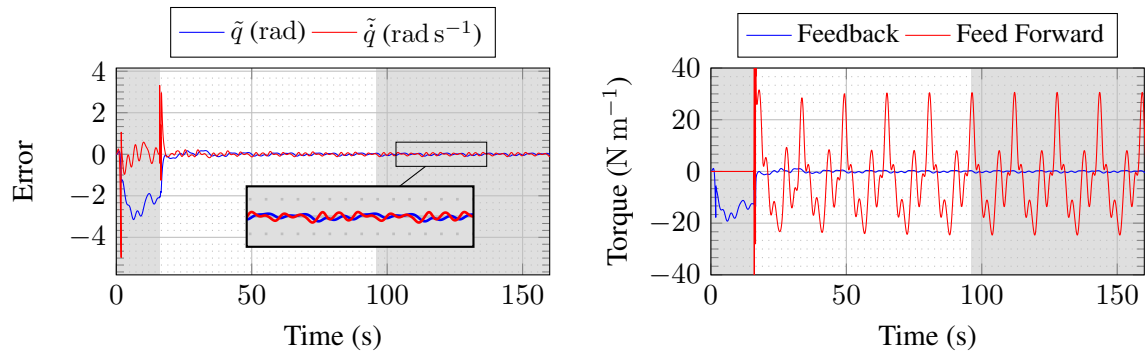 q̃ (rad) q̃̇ (rad s⁻¹)
4
2
0
−2
−4
Error
0 50 100 150
Time (s)
Feedback Feed Forward
40
20
0
−20
−40
Torque (N m⁻¹)
0 50 100 150
Time (s)